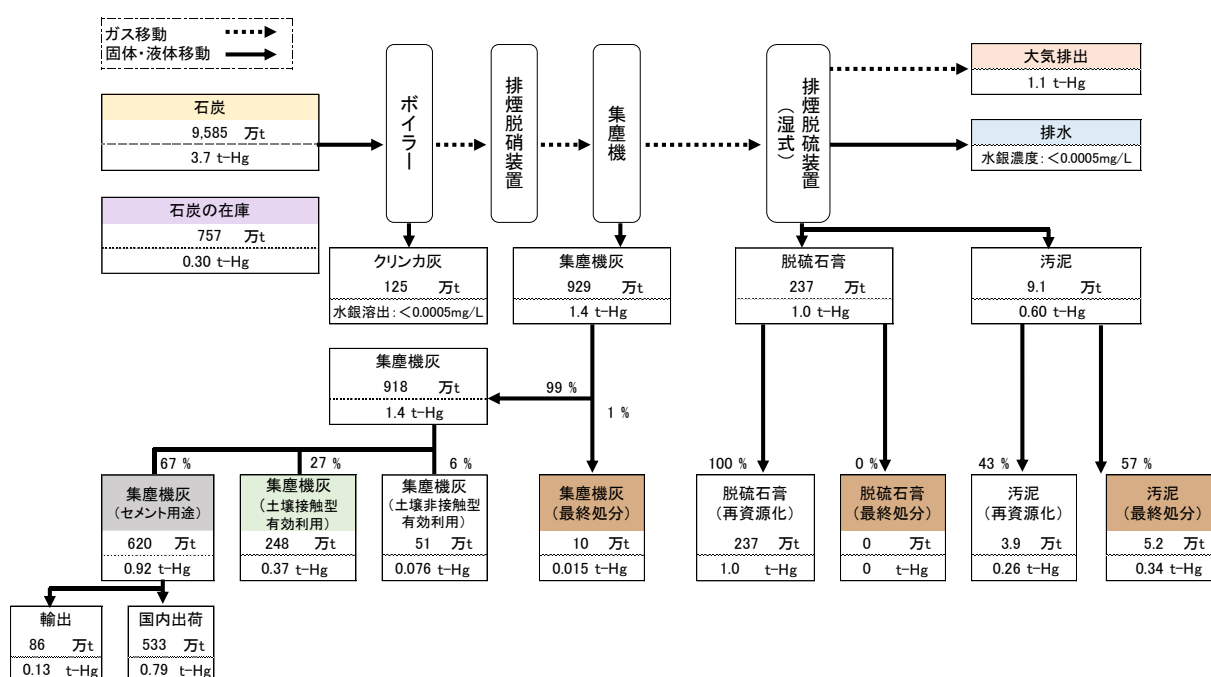 ガス移動
固体・液体移動
石炭
9,585 万t
3.7 t-Hg
石炭の在庫
757 万t
0.30 t-Hg
ボイラー
排煙脱硝装置
集塵機
排煙脱硫装置
(湿式)
大気排出
1.1 t-Hg
排水
水銀濃度:<0.0005mg/L
クリンカ灰
125 万t
水銀溶出:<0.0005mg/L
集塵機灰
929 万t
1.4 t-Hg
脱硫石膏
237 万t
1.0 t-Hg
汚泥
9.1 万t
0.60 t-Hg
集塵機灰
918 万t
1.4 t-Hg
99 %
1 %
67 %
集塵機灰
(セメント用途)
620 万t
0.92 t-Hg
27 %
集塵機灰
(土壌接触型
有効利用)
248 万t
0.37 t-Hg
6 %
集塵機灰
(土壌非接触型
有効利用)
51 万t
0.076 t-Hg
集塵機灰
(最終処分)
10 万t
0.015 t-Hg
100 %
脱硫石膏
(再資源化)
237 万t
1.0 t-Hg
0 %
脱硫石膏
(最終処分)
0 万t
0 t-Hg
43 %
汚泥
(再資源化)
3.9 万t
0.26 t-Hg
57 %
汚泥
(最終処分)
5.2 万t
0.34 t-Hg
輸出
86 万t
0.13 t-Hg
国内出荷
533 万t
0.79 t-Hg